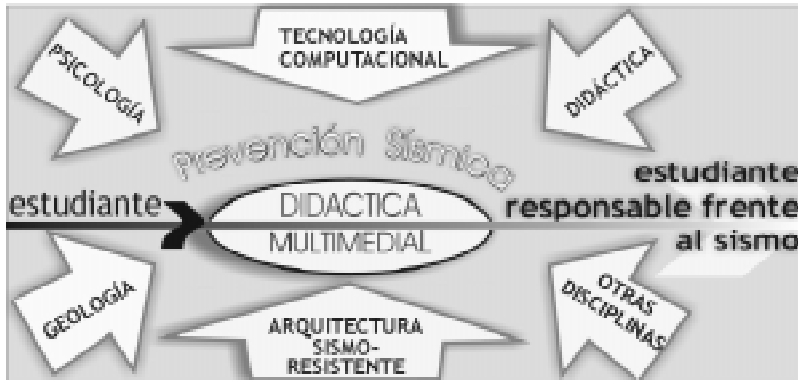 PSICOLOGÍA
TECNOLOGÍA
COMPUTACIONAL
DIDÁCTICA
Prevención Sísmica
estudiante
DIDACTICA
MULTIMEDIAL
estudiante
responsable frente
al sismo
GEOLOGÍA
ARQUITECTURA
SISMO-
RESISTENTE
OTRAS
DISCIPLINAS